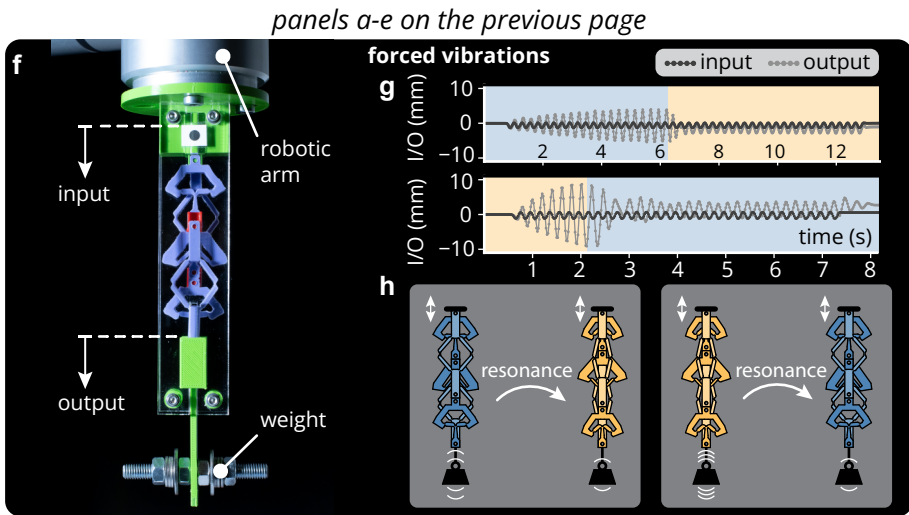 panels a-e on the previous page
f
robotic
arm
input
output
weight
forced vibrations
input output
g
I/O (mm)
10
0
−10
2 4 6 8 10 12
I/O (mm)
10
0
−10
time (s)
1 2 3 4 5 6 7 8
h
resonance
resonance